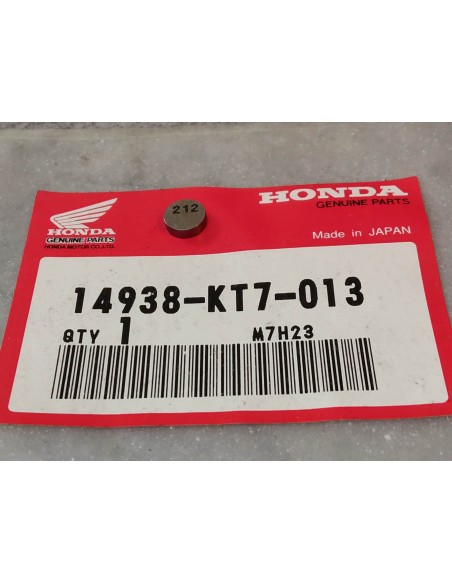 212
HONDA
GENUINE PARTS
HONDA MOTOR CO.,LTD.
HONDA
GENUINE PARTS
Made in JAPAN
14938-KT7-013
QTY 1 M7H23